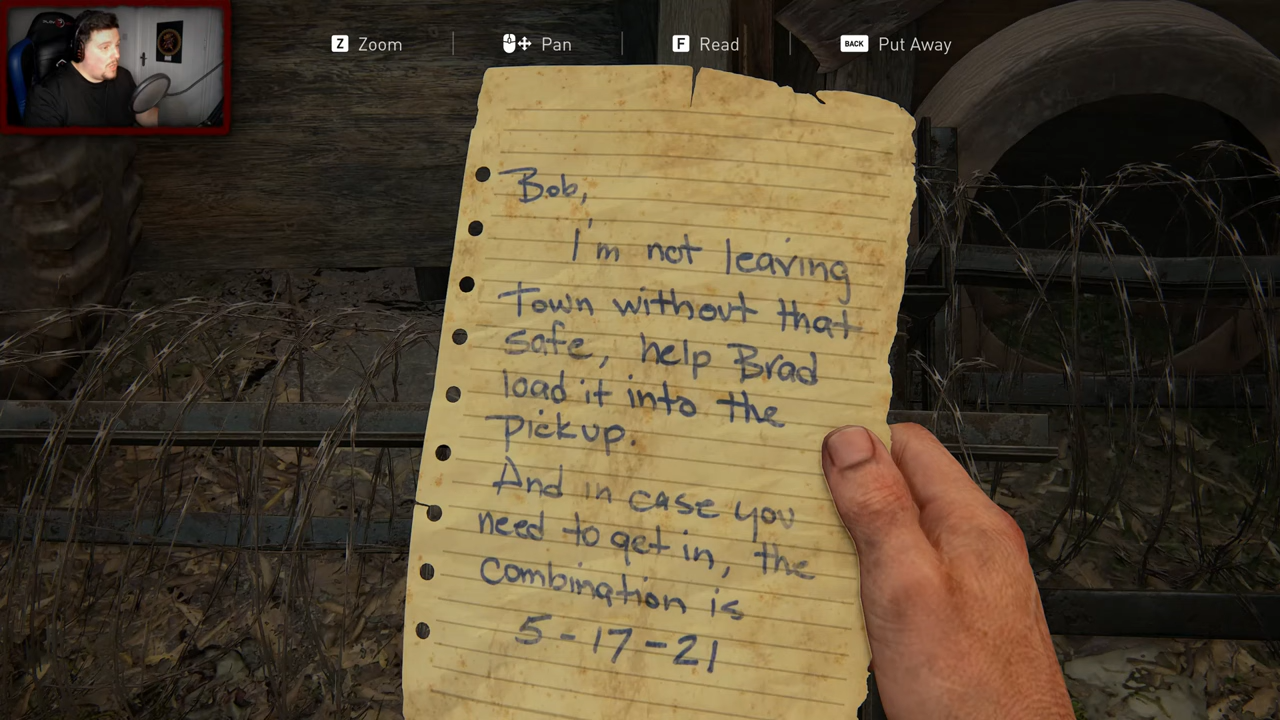 Z Zoom
Pan
F Read
BACK Put Away
Bob,
I'm not leaving
Town without that
safe, help Brad
load it into the
Pickup.
And in case you
need to get in, the
Combination is
5-17-21